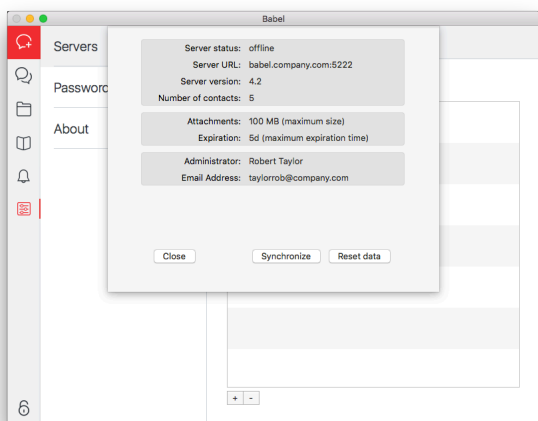 Babel
Servers
Password
About
Server status: offline
Server URL: babel.company.com:5222
Server version: 4.2
Number of contacts: 5
Attachments: 100 MB (maximum size)
Expiration: 5d (maximum expiration time)
Administrator: Robert Taylor
Email Address: taylorrob@company.com
Close Synchronize Reset data
+ -